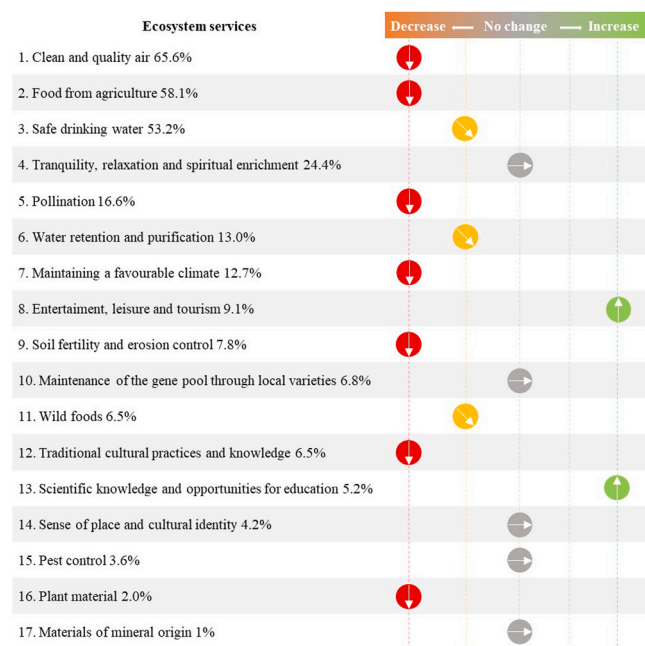 Ecosystem services
Decrease No change Increase
1. Clean and quality air 65.6%
2. Food from agriculture 58.1%
3. Safe drinking water 53.2%
4. Tranquility, relaxation and spiritual enrichment 24.4%
5. Pollination 16.6%
6. Water retention and purification 13.0%
7. Maintaining a favourable climate 12.7%
8. Entertaiment, leisure and tourism 9.1%
9. Soil fertility and erosion control 7.8%
10. Maintenance of the gene pool through local varieties 6.8%
11. Wild foods 6.5%
12. Traditional cultural practices and knowledge 6.5%
13. Scientific knowledge and opportunities for education 5.2%
14. Sense of place and cultural identity 4.2%
15. Pest control 3.6%
16. Plant material 2.0%
17. Materials of mineral origin 1%